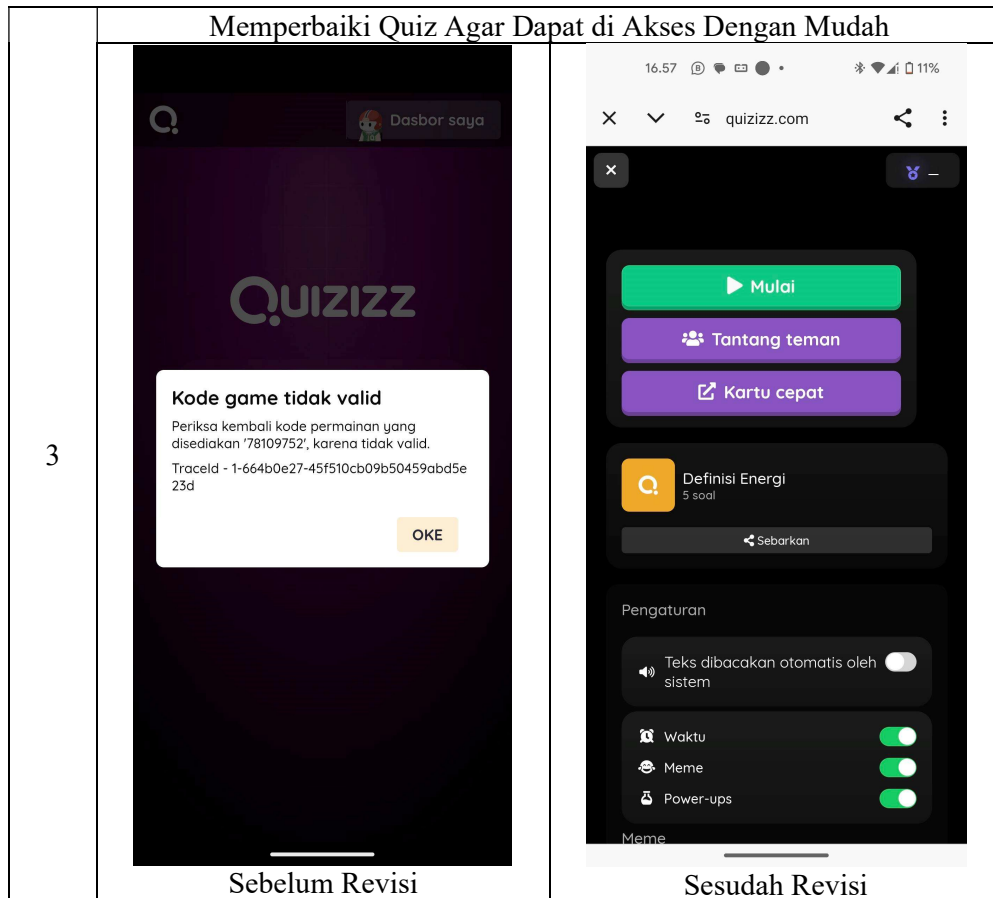 Memperbaiki Quiz Agar Dapat di Akses Dengan Mudah
3
Dasbor saya
QUIZIZZ
Kode game tidak valid
Periksa kembali kode permainan yang
disediakan '78109752', karena tidak valid.
TraceId - 1-664b0e27-45f510cb09b50459abd5e
23d
OKE
Sebelum Revisi
16.57 11%
quizizz.com
Mulai
Tantang teman
Kartu cepat
Definisi Energi
5 soal
Sebarkan
Pengaturan
Teks dibacakan otomatis oleh
sistem
Waktu
Meme
Power-ups
Meme
Sesudah Revisi